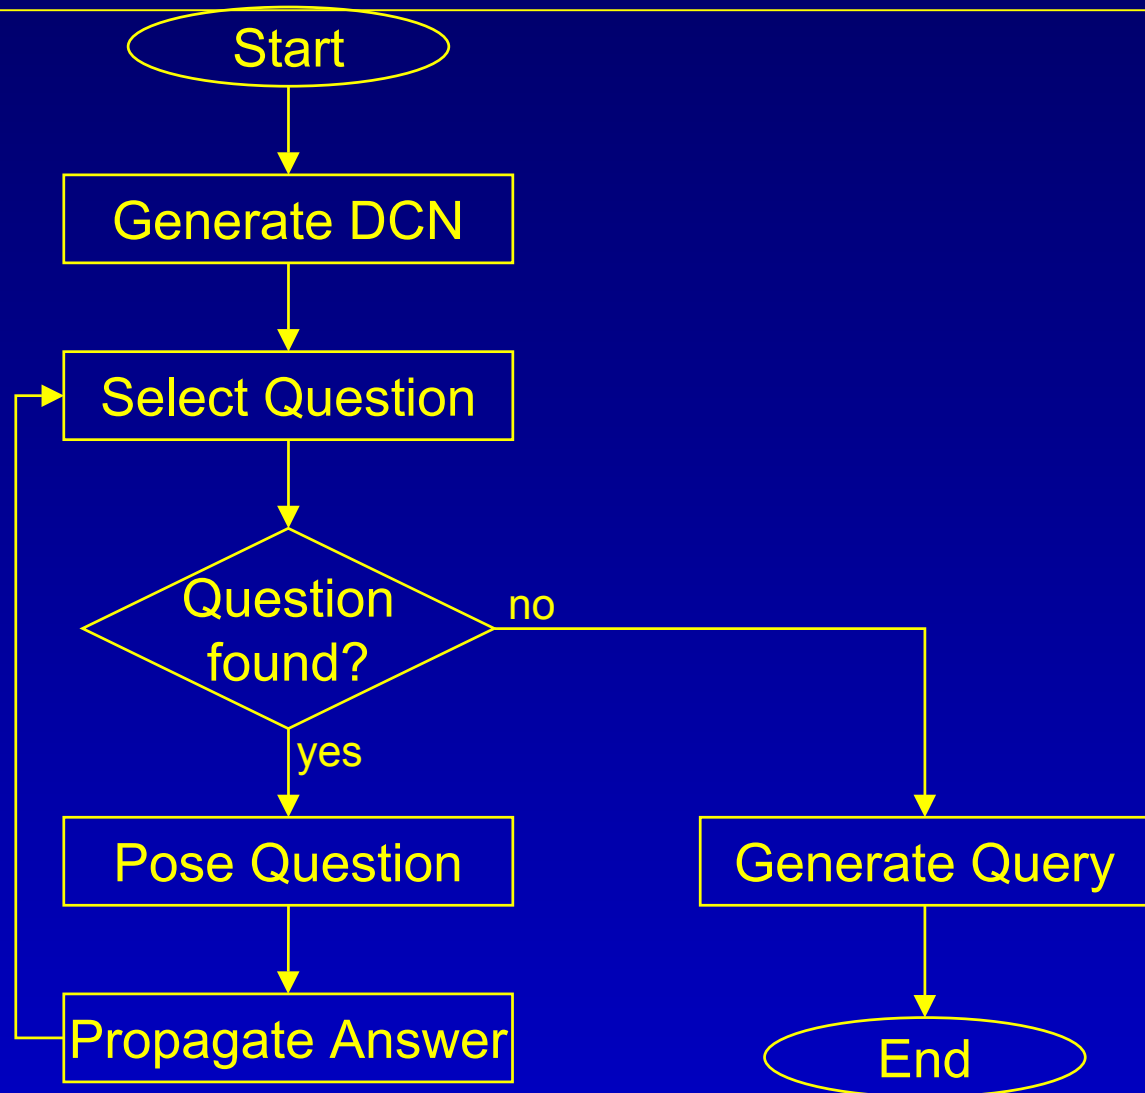 Start
Generate DCN
Select Question
Question
found?
no
yes
Pose Question
Generate Query
Propagate Answer
End